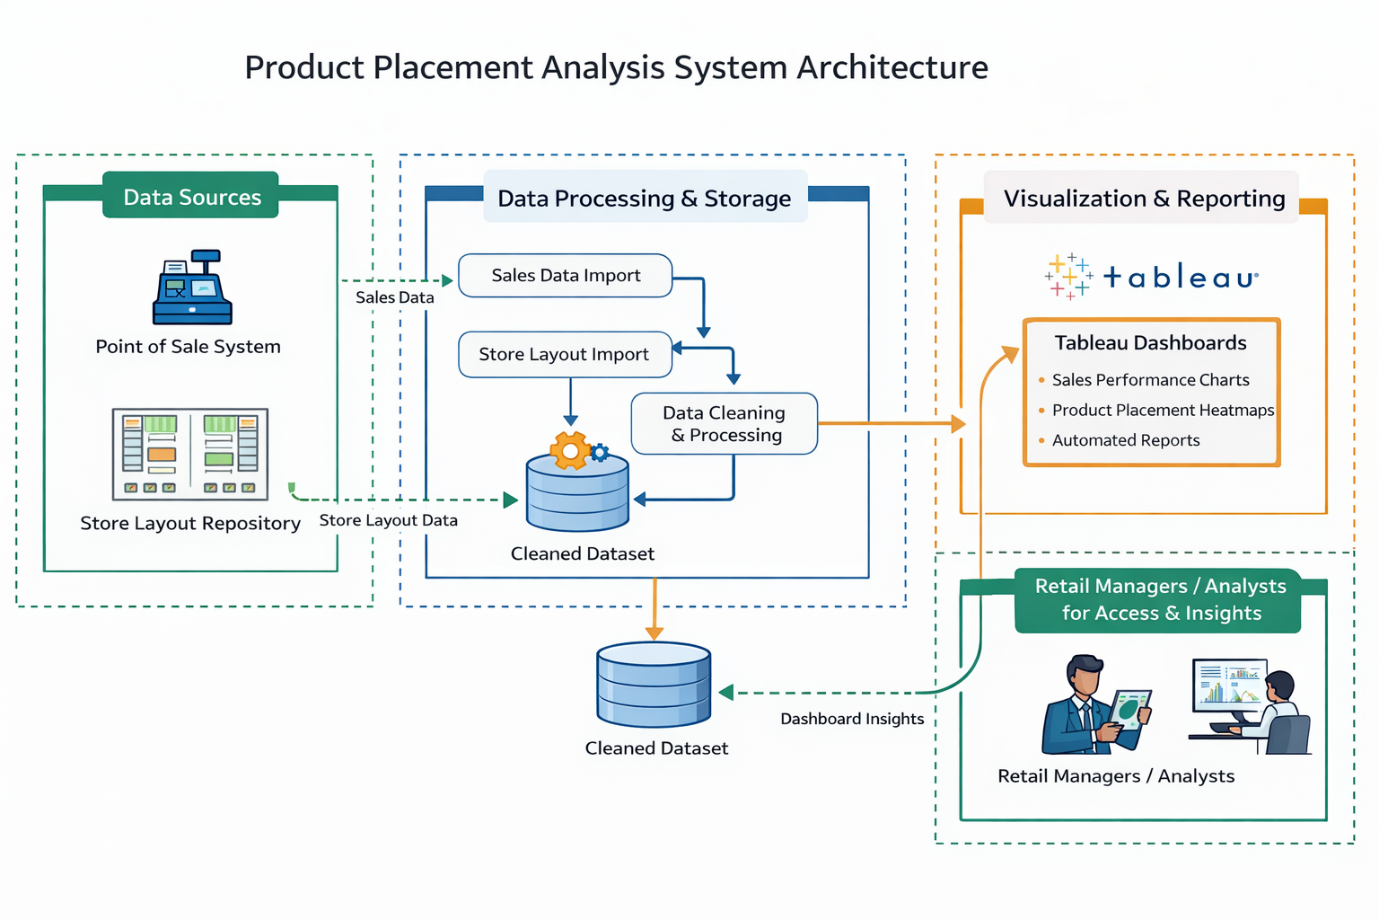 Product Placement Analysis System Architecture
Data Sources
Point of Sale System
Store Layout Repository
Sales Data
Store Layout Data
Data Processing & Storage
Sales Data Import
Store Layout Import
Data Cleaning
& Processing
Cleaned Dataset
Cleaned Dataset
Dashboard Insights
Visualization & Reporting
tableau
Tableau Dashboards
• Sales Performance Charts
• Product Placement Heatmaps
• Automated Reports
Retail Managers / Analysts
for Access & Insights
Retail Managers / Analysts